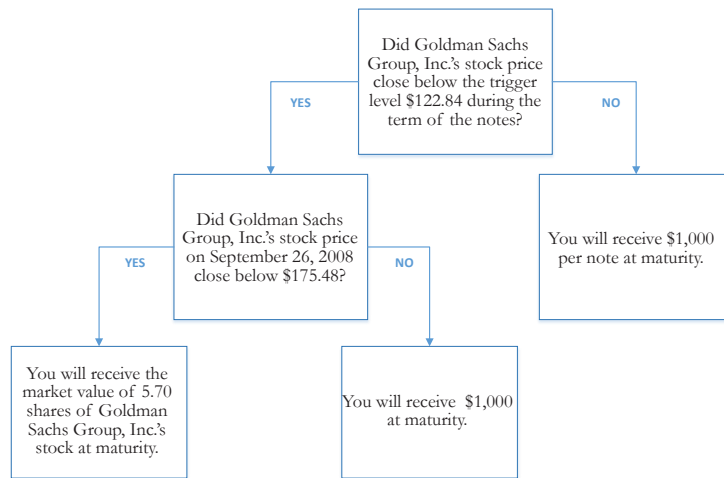 Did Goldman Sachs
Group, Inc.'s stock price
close below the trigger
level $122.84 during the
term of the notes?
YES
NO
Did Goldman Sachs
Group, Inc.'s stock price
on September 26, 2008
close below $175.48?
You will receive $1,000
per note at maturity.
YES
NO
You will receive the
market value of 5.70
shares of Goldman
Sachs Group, Inc.'s
stock at maturity.
You will receive $1,000
at maturity.